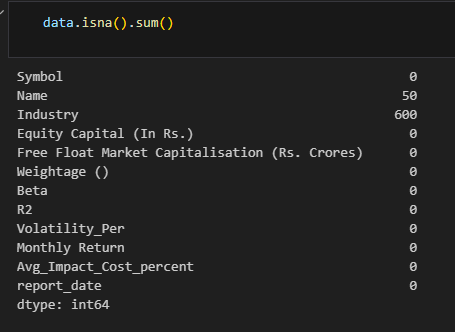 data.isna().sum()
Symbol 0
Name 50
Industry 600
Equity Capital (In Rs.) 0
Free Float Market Capitalisation (Rs. Crores) 0
Weightage () 0
Beta 0
R2 0
Volatility_Per 0
Monthly Return 0
Avg_Impact_Cost_percent 0
report_date 0
dtype: int64